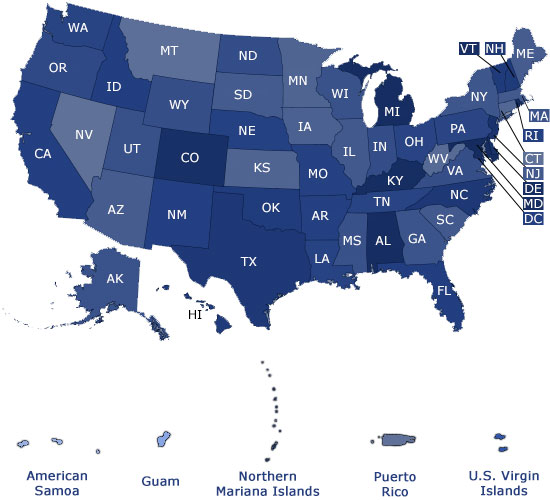 WA
VT
NH
ME
MT
ND
OR
MN
ID
SD
WI
NY
MI
WY
MA
PA
RI
IA
NE
NV
OH
IL
IN
UT
CO
CA
WV
VA
KS
MO
KY
CT
NJ
DE
MD
DC
NC
TN
OK
AZ
NM
AR
SC
MS
AL
GA
LA
TX
AK
FL
HI
American
Samoa
Guam
Northern
Mariana Islands
Puerto
Rico
U.S. Virgin
Islands